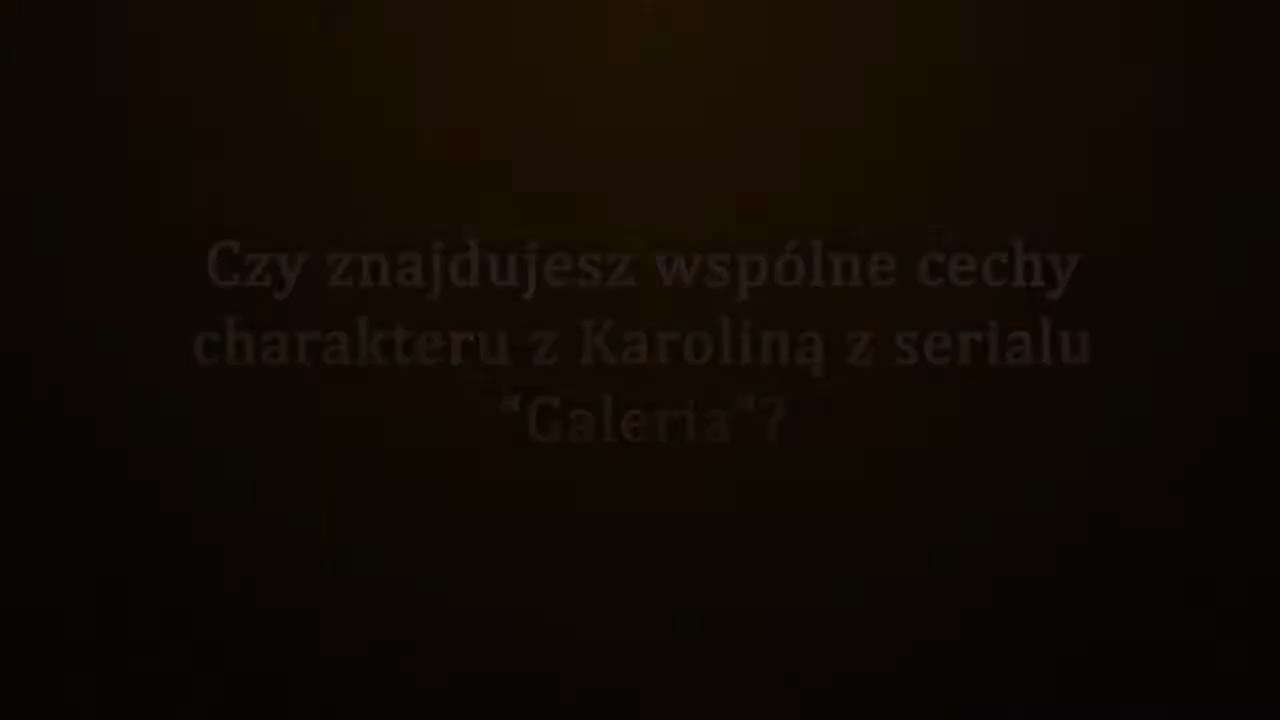 Czy znajdujesz wspólne cechy
charakteru z Karoliną z serialu
"Galeria"?